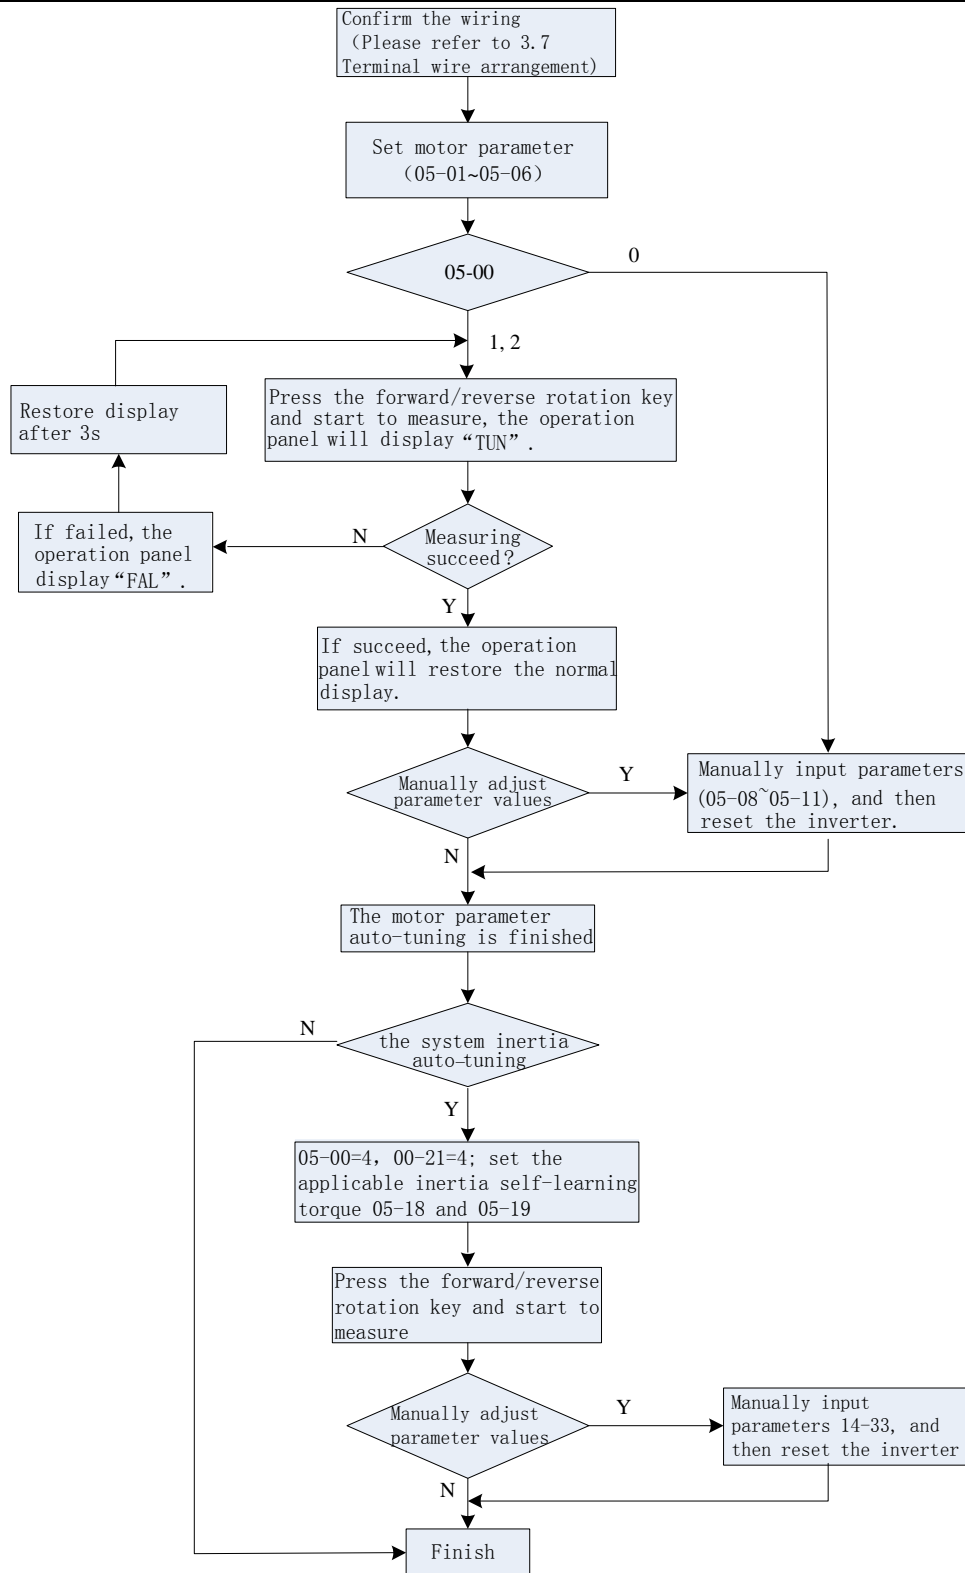 Confirm the wiring
(Please refer to 3.7
Terminal wire arrangement)
Set motor parameter
(05-01~05-06)
05-00
0
1, 2
Press the forward/reverse rotation key
and start to measure, the operation
panel will display “TUN”.
Restore display
after 3s
Measuring
succeed?
N
If failed, the
operation panel
display “FAL”.
Y
If succeed, the operation
panel will restore the normal
display.
Manually adjust
parameter values
Y
Manually input parameters
(05-08~05-11), and then
reset the inverter.
N
The motor parameter
auto-tuning is finished
N
the system inertia
auto-tuning
Y
05-00=4, 00-21=4; set the
applicable inertia self-learning
torque 05-18 and 05-19
Press the forward/reverse
rotation key and start to
measure
Manually adjust
parameter values
Y
Manually input
parameters 14-33, and
then reset the inverter
N
Finish